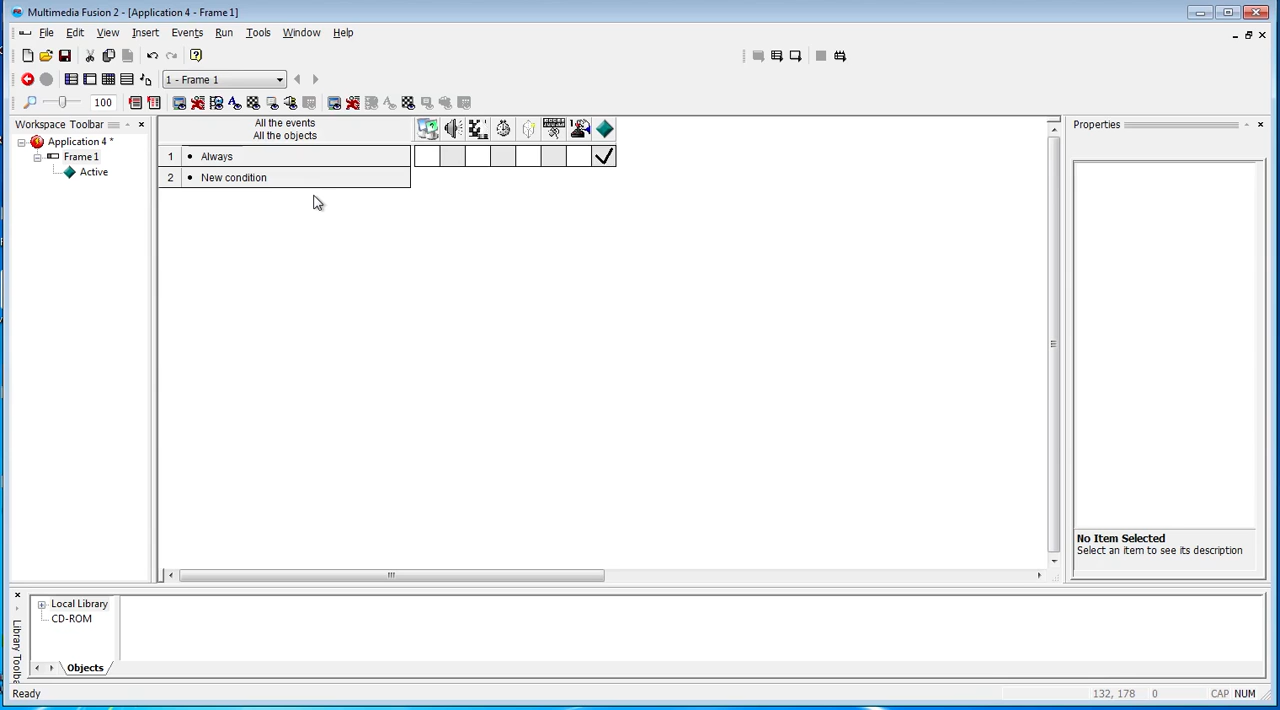 Multimedia Fusion 2 - [Application 4 - Frame 1]
File Edit View Insert Events Run Tools Window Help
1 - Frame 1
100
Workspace Toolbar
Application 4 *
Frame 1
Active
All the events
All the objects
1 • Always
2 • New condition
Properties
No Item Selected
Select an item to see its description
Library Toolba
Local Library
CD-ROM
Objects
Ready
132, 178 0 CAP NUM